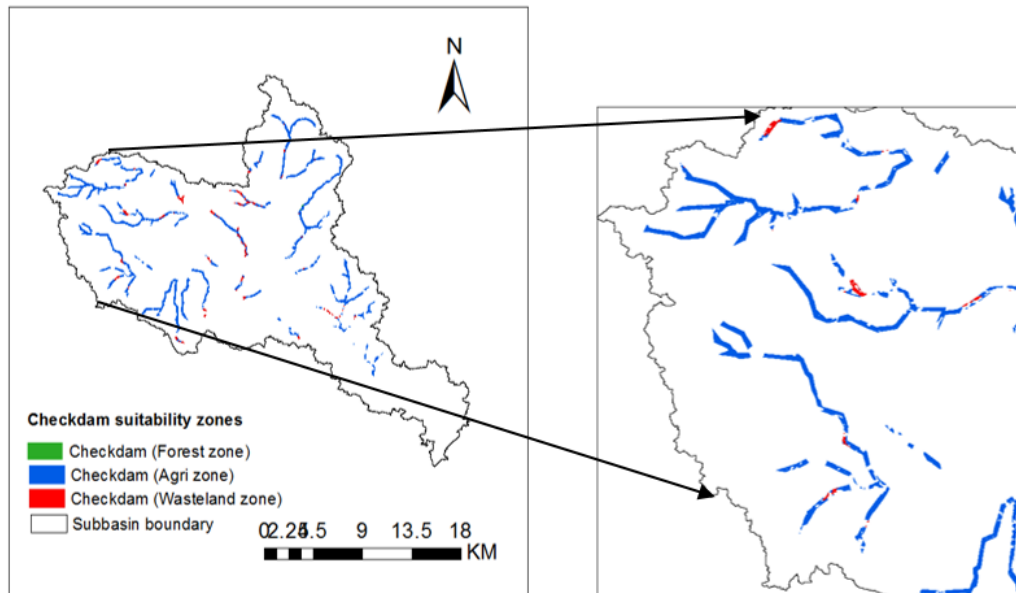 N
Checkdam suitability zones
Checkdam (Forest zone)
Checkdam (Agri zone)
Checkdam (Wasteland zone)
Subbasin boundary
9 13.5 18
KM